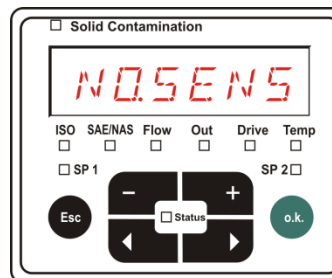 Solid Contamination
NO.SENS
ISO SAE/NAS Flow Out Drive Temp
SP 1 SP 2
- +
Esc Status o.k.